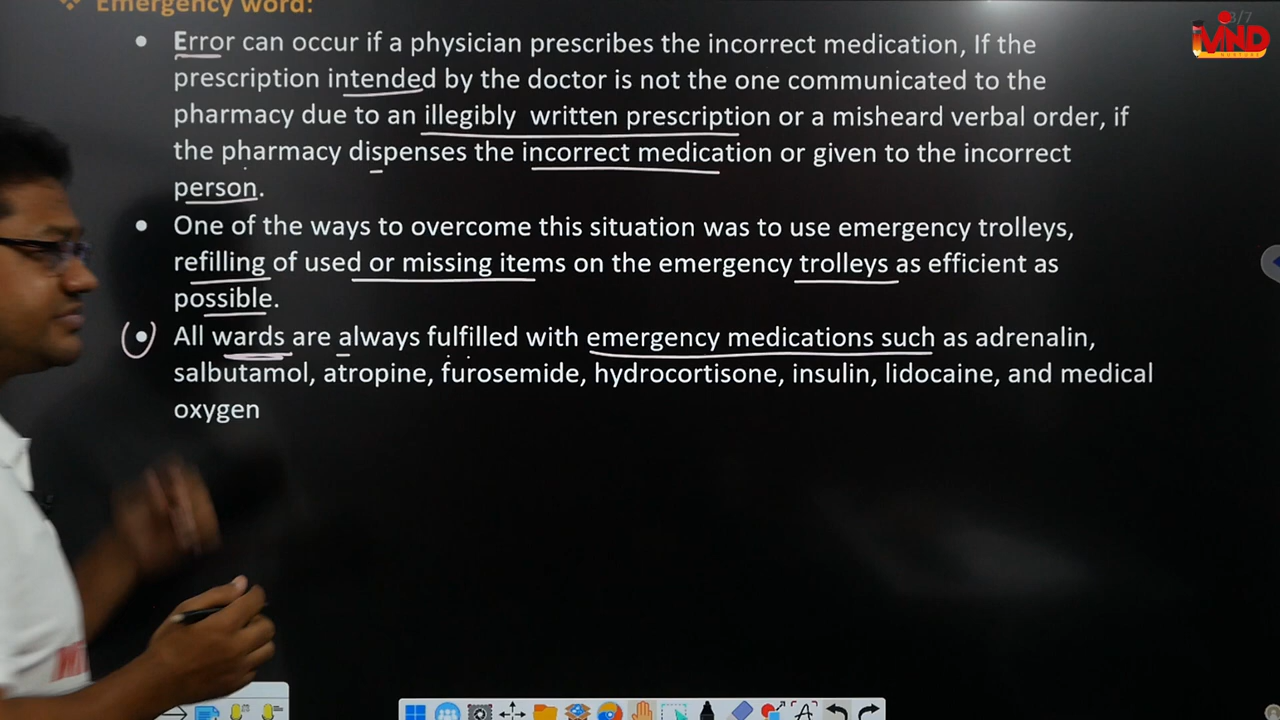 Emergency word:
3/7
MIND
• Error can occur if a physician prescribes the incorrect medication, If the
prescription intended by the doctor is not the one communicated to the
pharmacy due to an illegibly written prescription or a misheard verbal order, if
the pharmacy dispenses the incorrect medication or given to the incorrect
person.
• One of the ways to overcome this situation was to use emergency trolleys,
refilling of used or missing items on the emergency trolleys as efficient as
possible.
• All wards are always fulfilled with emergency medications such as adrenalin,
salbutamol, atropine, furosemide, hydrocortisone, insulin, lidocaine, and medical
oxygen